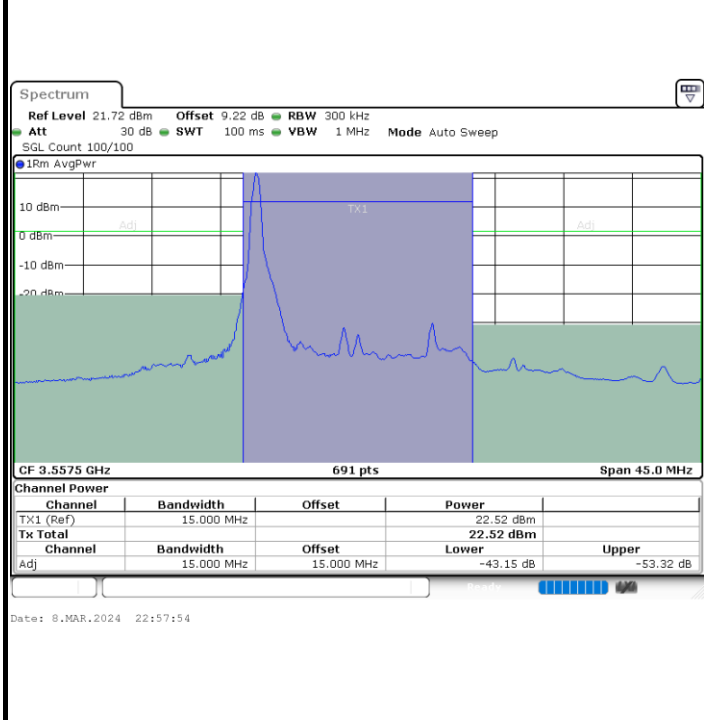 Spectrum
Ref Level 21.72 dBm Offset 9.22 dB RBW 300 kHz
Att 30 dB SWT 100 ms VBW 1 MHz Mode Auto Sweep
SGL Count 100/100
1Rm AvgPwr
10 dBm
TX1
Adj
Adj
0 dBm
-10 dBm
-20 dBm
CF 3.5575 GHz 691 pts Span 45.0 MHz
Channel Power
Channel Bandwidth Offset Power
TX1 (Ref) 15.000 MHz 22.52 dBm
Tx Total 22.52 dBm
Channel Bandwidth Offset Lower Upper
Adj 15.000 MHz 15.000 MHz -43.15 dB -53.32 dB
Ready
Date: 8.MAR.2024 22:57:54